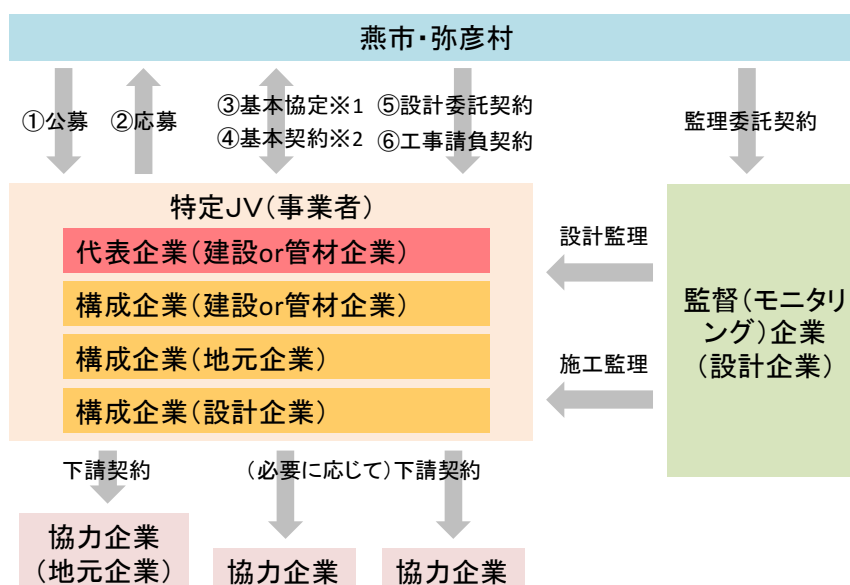 燕市・弥彦村
①公募
②応募
③基本協定※1
④基本契約※2
⑤設計委託契約
⑥工事請負契約
監理委託契約
特定JV(事業者)
代表企業(建設or管材企業)
構成企業(建設or管材企業)
構成企業(地元企業)
構成企業(設計企業)
設計監理
施工監理
監督(モニタリ
ング)企業
(設計企業)
下請契約
(必要に応じて)下請契約
協力企業
(地元企業)
協力企業
協力企業